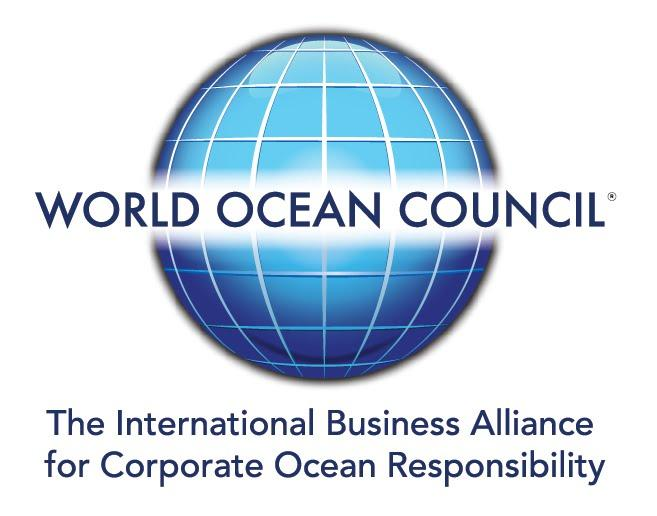 WORLD OCEAN COUNCIL®
The International Business Alliance
for Corporate Ocean Responsibility